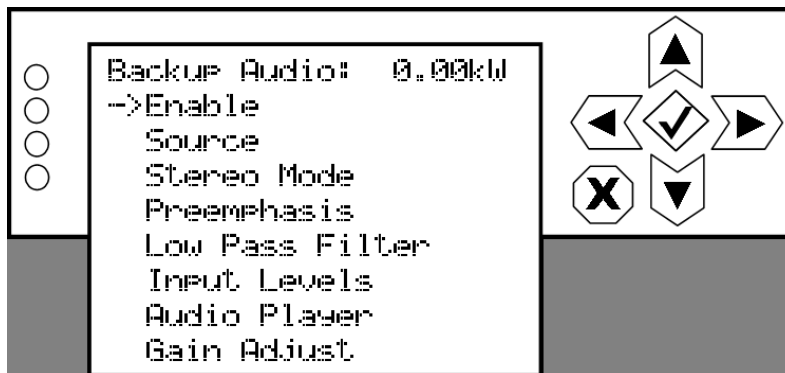 Backup Audio: 0.00kW
->Enable
Source
Stereo Mode
Preemphasis
Low Pass Filter
Input Levels
Audio Player
Gain Adjust
X